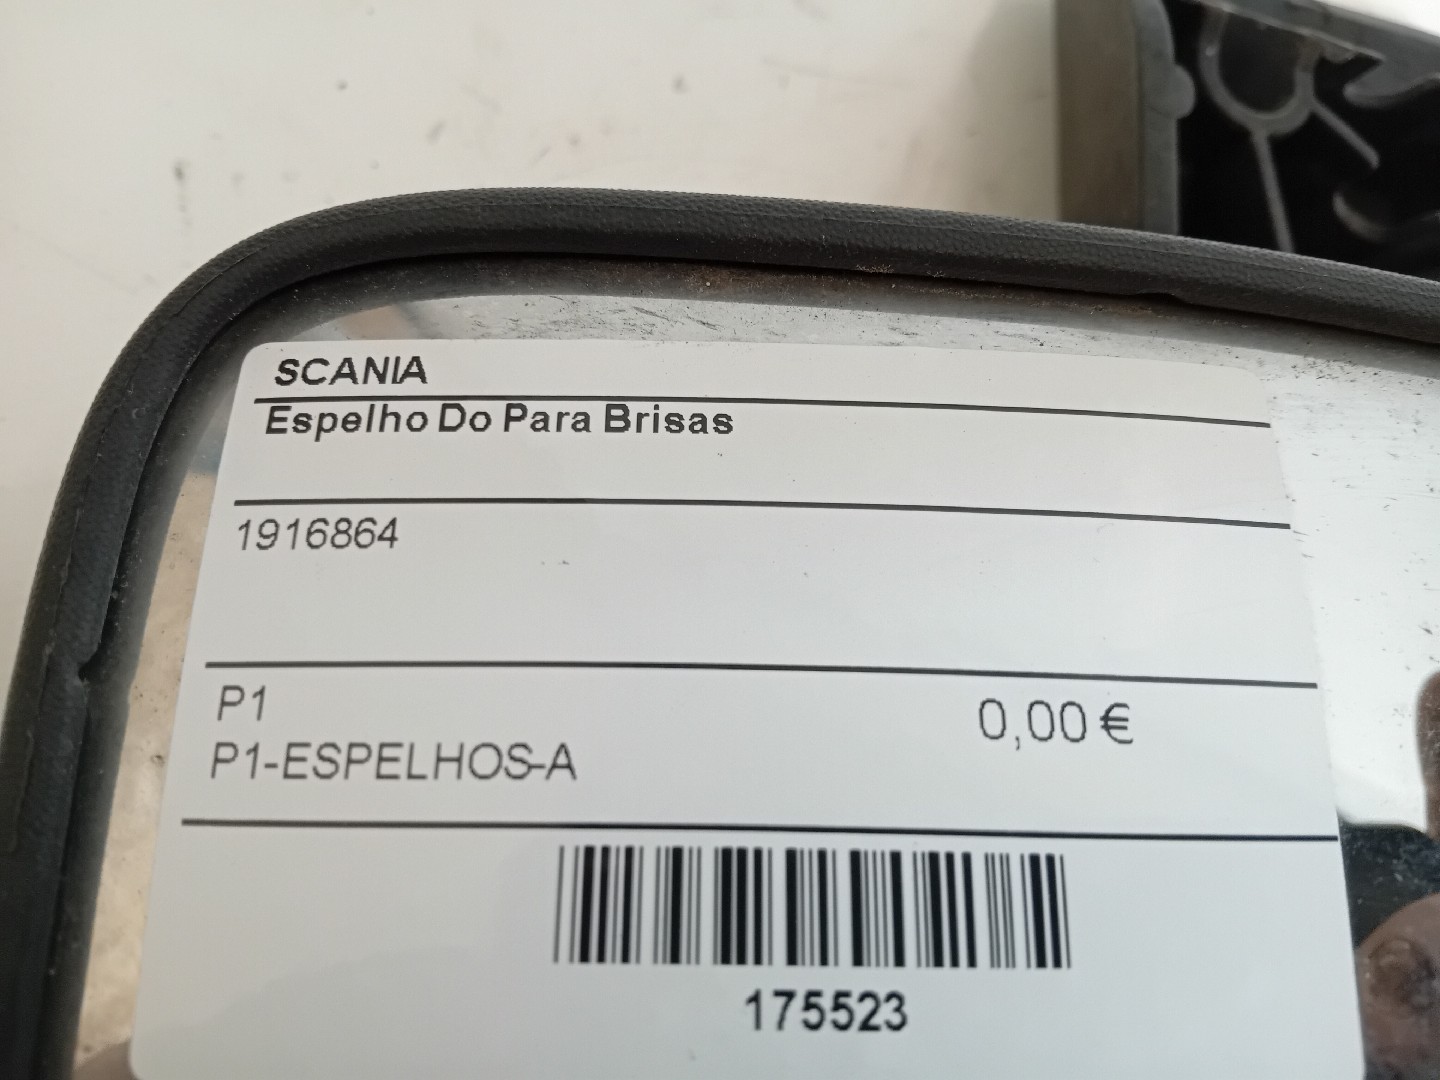 SCANIA
Espelho Do Para Brisas
1916864
P1
0,00 €
P1-ESPELHOS-A
175523